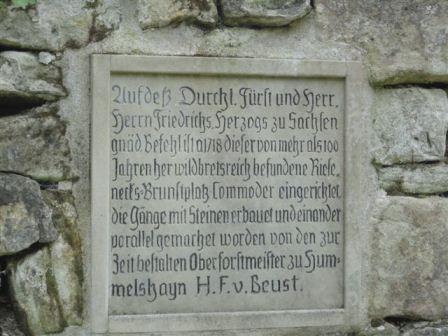 Auf deß Durchl. Fürst und Herr,
Herrn Friedrichs, Herzogs zu Sachsen
gnäd. Befehl ist a 1718 dieser von mehr als 100
Jahren her wildbretsreich befundene Riese,
neck's-Brunftplatz Commoder eingerichtet
die Gänge mit Steinen erbauet und einander
parallel gemachet worden von den zur
Zeit bestalten Oberforstmeister zu Hum,
melshayn H. F. v. Beust.